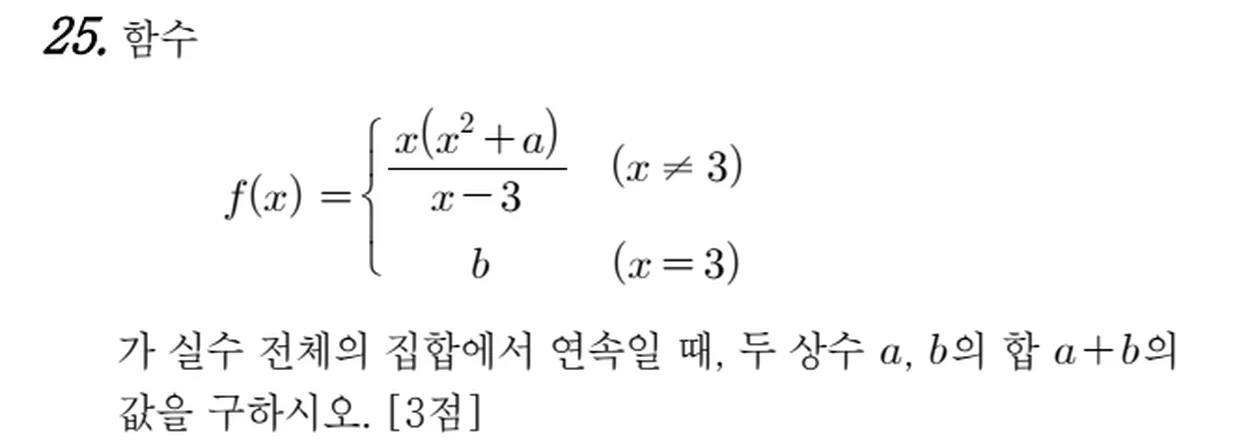 25. 함수
f(x) = { x(x² + a) / (x − 3) (x ≠ 3)
b (x = 3)
가 실수 전체의 집합에서 연속일 때, 두 상수 a, b의 합 a+b의
값을 구하시오. [3점]